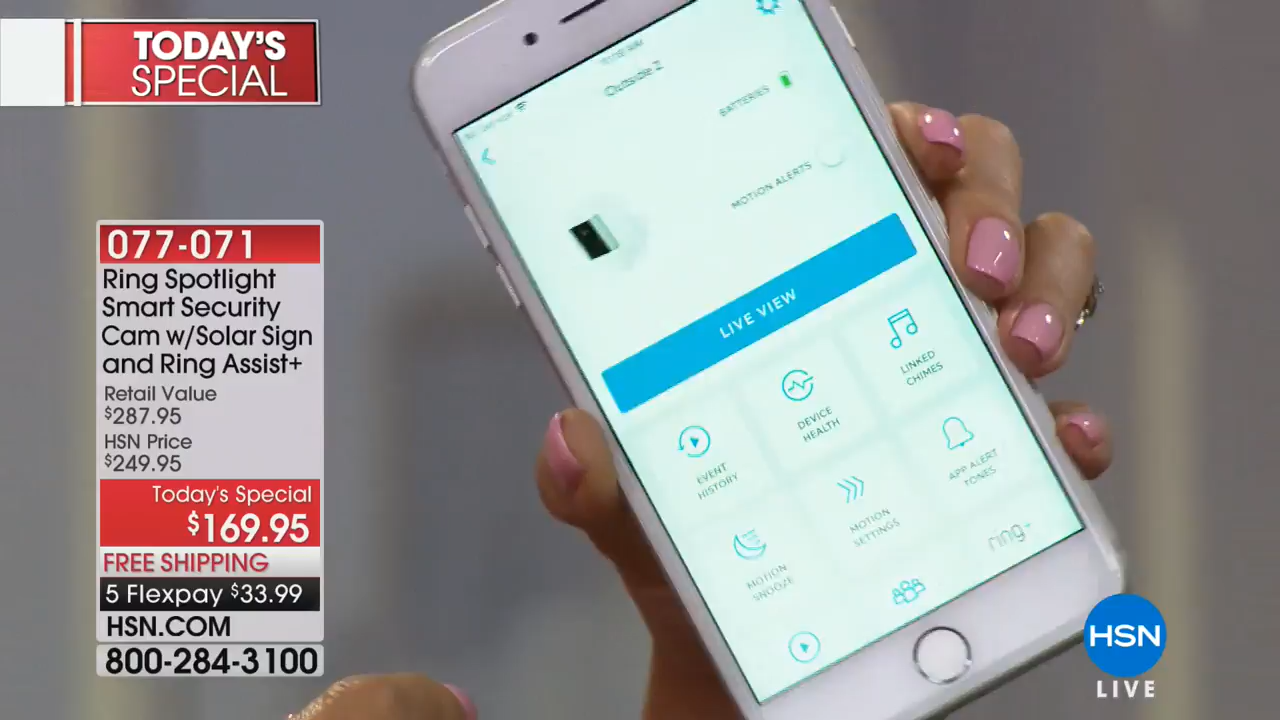 TODAY'S
SPECIAL
077-071
Ring Spotlight
Smart Security
Cam w/Solar Sign
and Ring Assist+
Retail Value
$287.95
HSN Price
$249.95
Today's Special
$169.95
FREE SHIPPING
5 Flexpay $33.99
HSN.COM
800-284-3100
Outside 2
BATTERIES
MOTION ALERTS
LIVE VIEW
EVENT
HISTORY
DEVICE
HEALTH
LINKED
CHIMES
MOTION
SNOOZE
MOTION
SETTINGS
APP ALERT
TONES
ring
HSN
LIVE